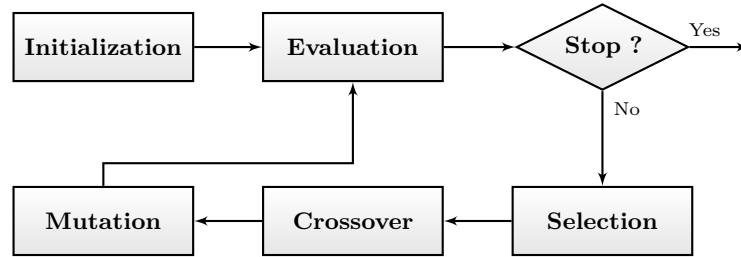 Initialization
Evaluation
Stop ?
Yes
No
Mutation
Crossover
Selection